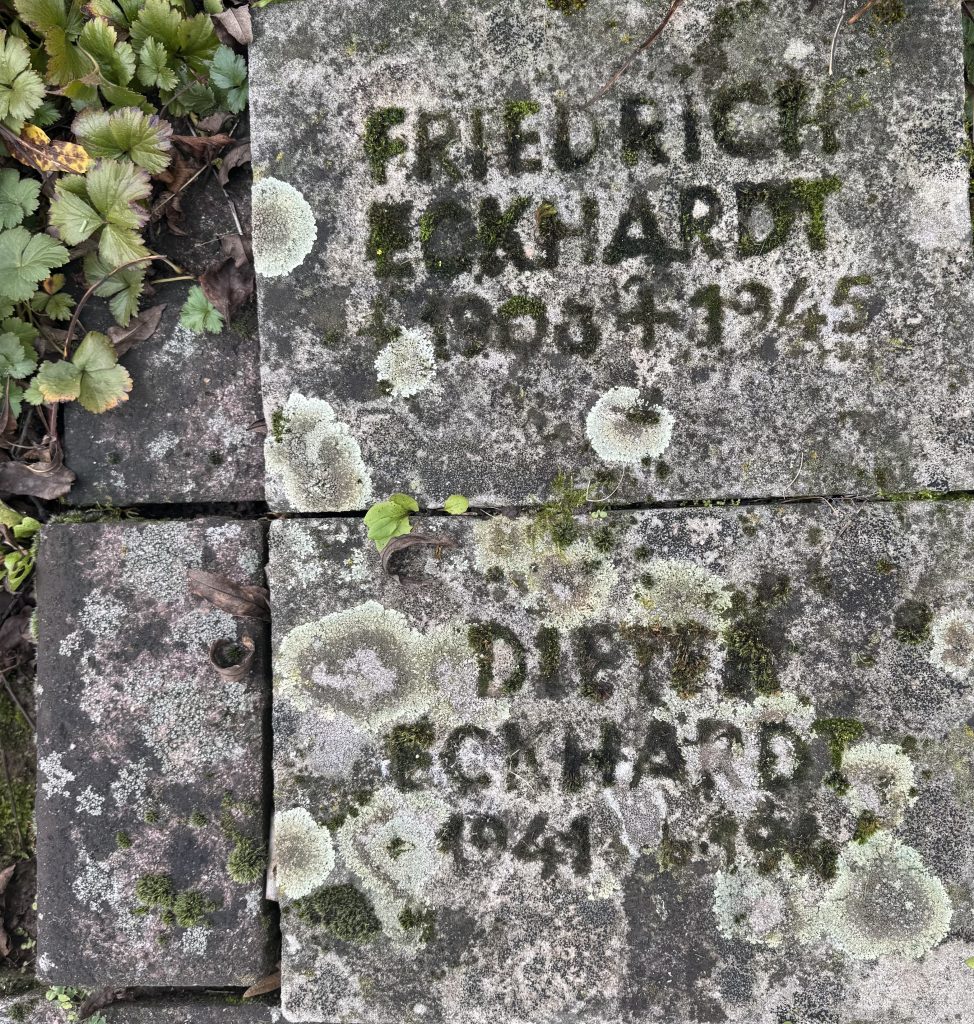 FRIEDRICH
ECKHARDT
1903 ✝ 1945
DIETER
ECKHARDT
1941